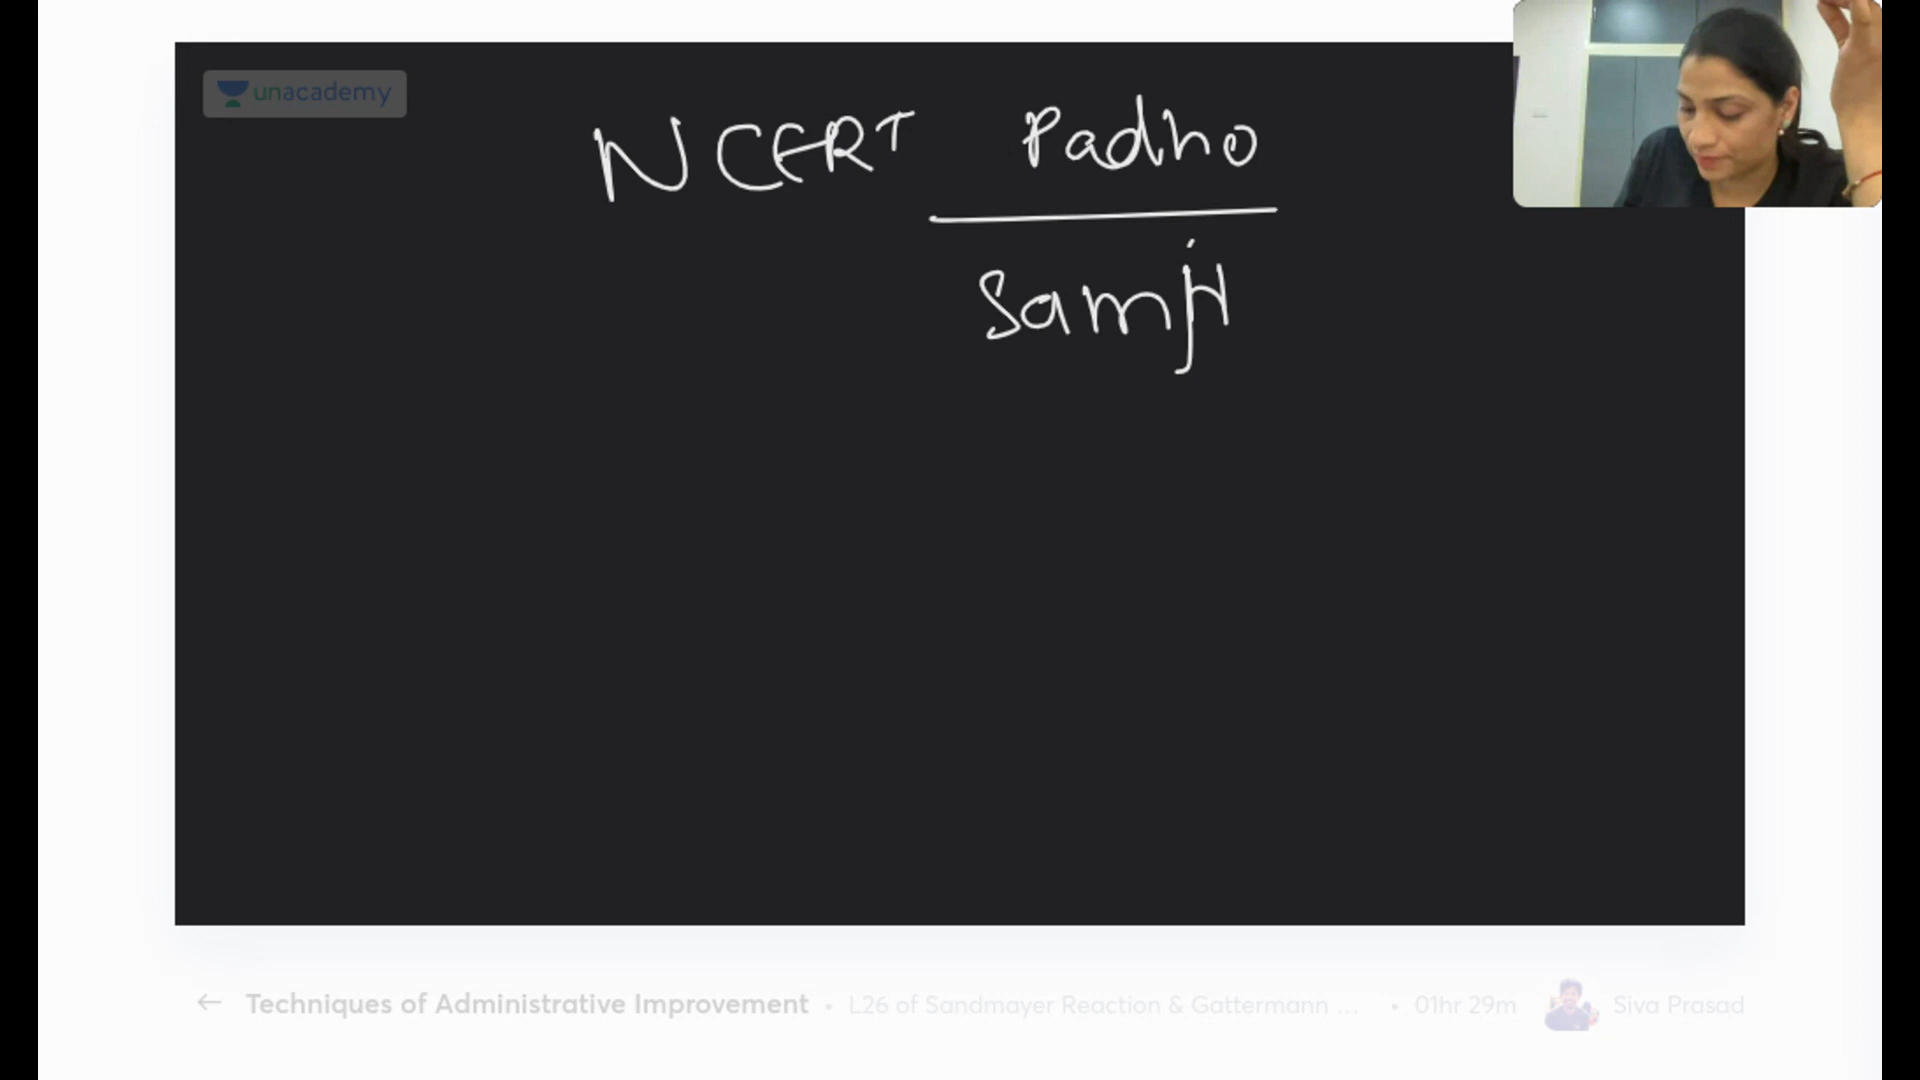 unacademy
NCERT Padho
SamjH
Techniques of Administrative Improvement • L26 of Sandmayer Reaction & Gattermann ... • 01hr 29m Siva Prasad